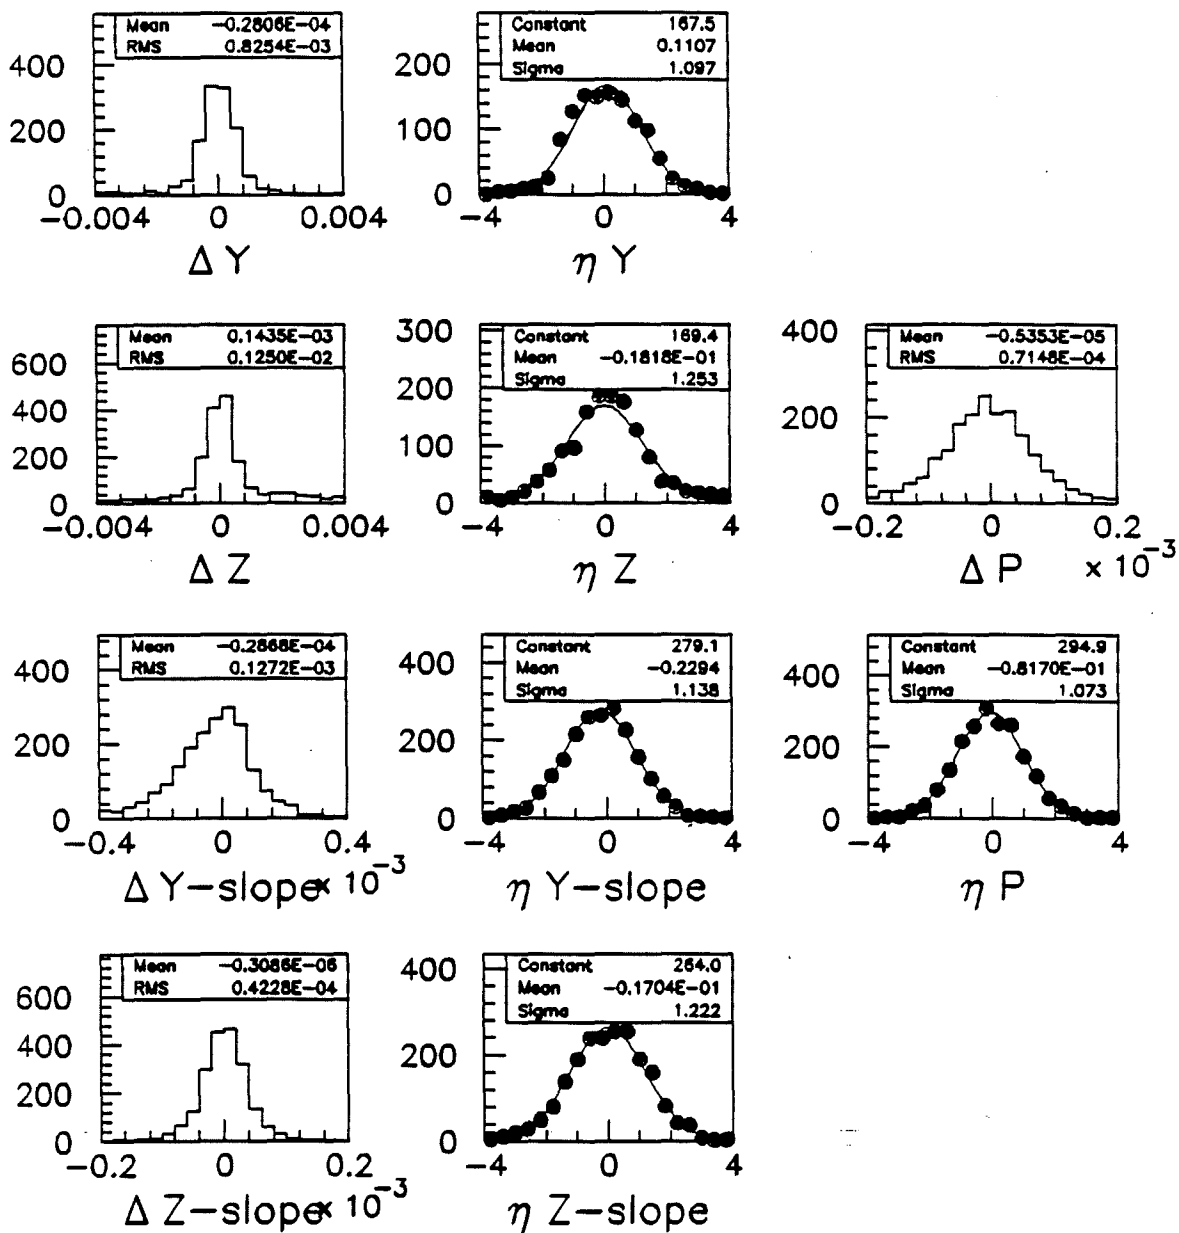 Mean −0.2806E−04
RMS 0.8254E−03
400
200
0
−0.004 0 0.004
Δ Y
Constant 167.5
Mean 0.1107
Sigma 1.097
200
100
0
−4 0 4
η Y
Mean 0.1435E−03
RMS 0.1250E−02
600
400
200
0
−0.004 0 0.004
Δ Z
Constant 169.4
Mean −0.1818E−01
Sigma 1.253
300
200
100
0
−4 0 4
η Z
Mean −0.5353E−05
RMS 0.7148E−04
400
200
0
−0.2 0 0.2
Δ P × 10⁻³
Mean −0.2868E−04
RMS 0.1272E−03
400
200
0
−0.4 0 0.4
Δ Y−slope × 10⁻³
Constant 279.1
Mean −0.2294
Sigma 1.138
400
200
0
−4 0 4
η Y−slope
Constant 294.9
Mean −0.8170E−01
Sigma 1.073
400
200
0
−4 0 4
η P
Mean −0.3086E−06
RMS 0.4228E−04
600
400
200
0
−0.2 0 0.2
Δ Z−slope × 10⁻³
Constant 264.0
Mean −0.1704E−01
Sigma 1.222
400
200
0
−4 0 4
η Z−slope